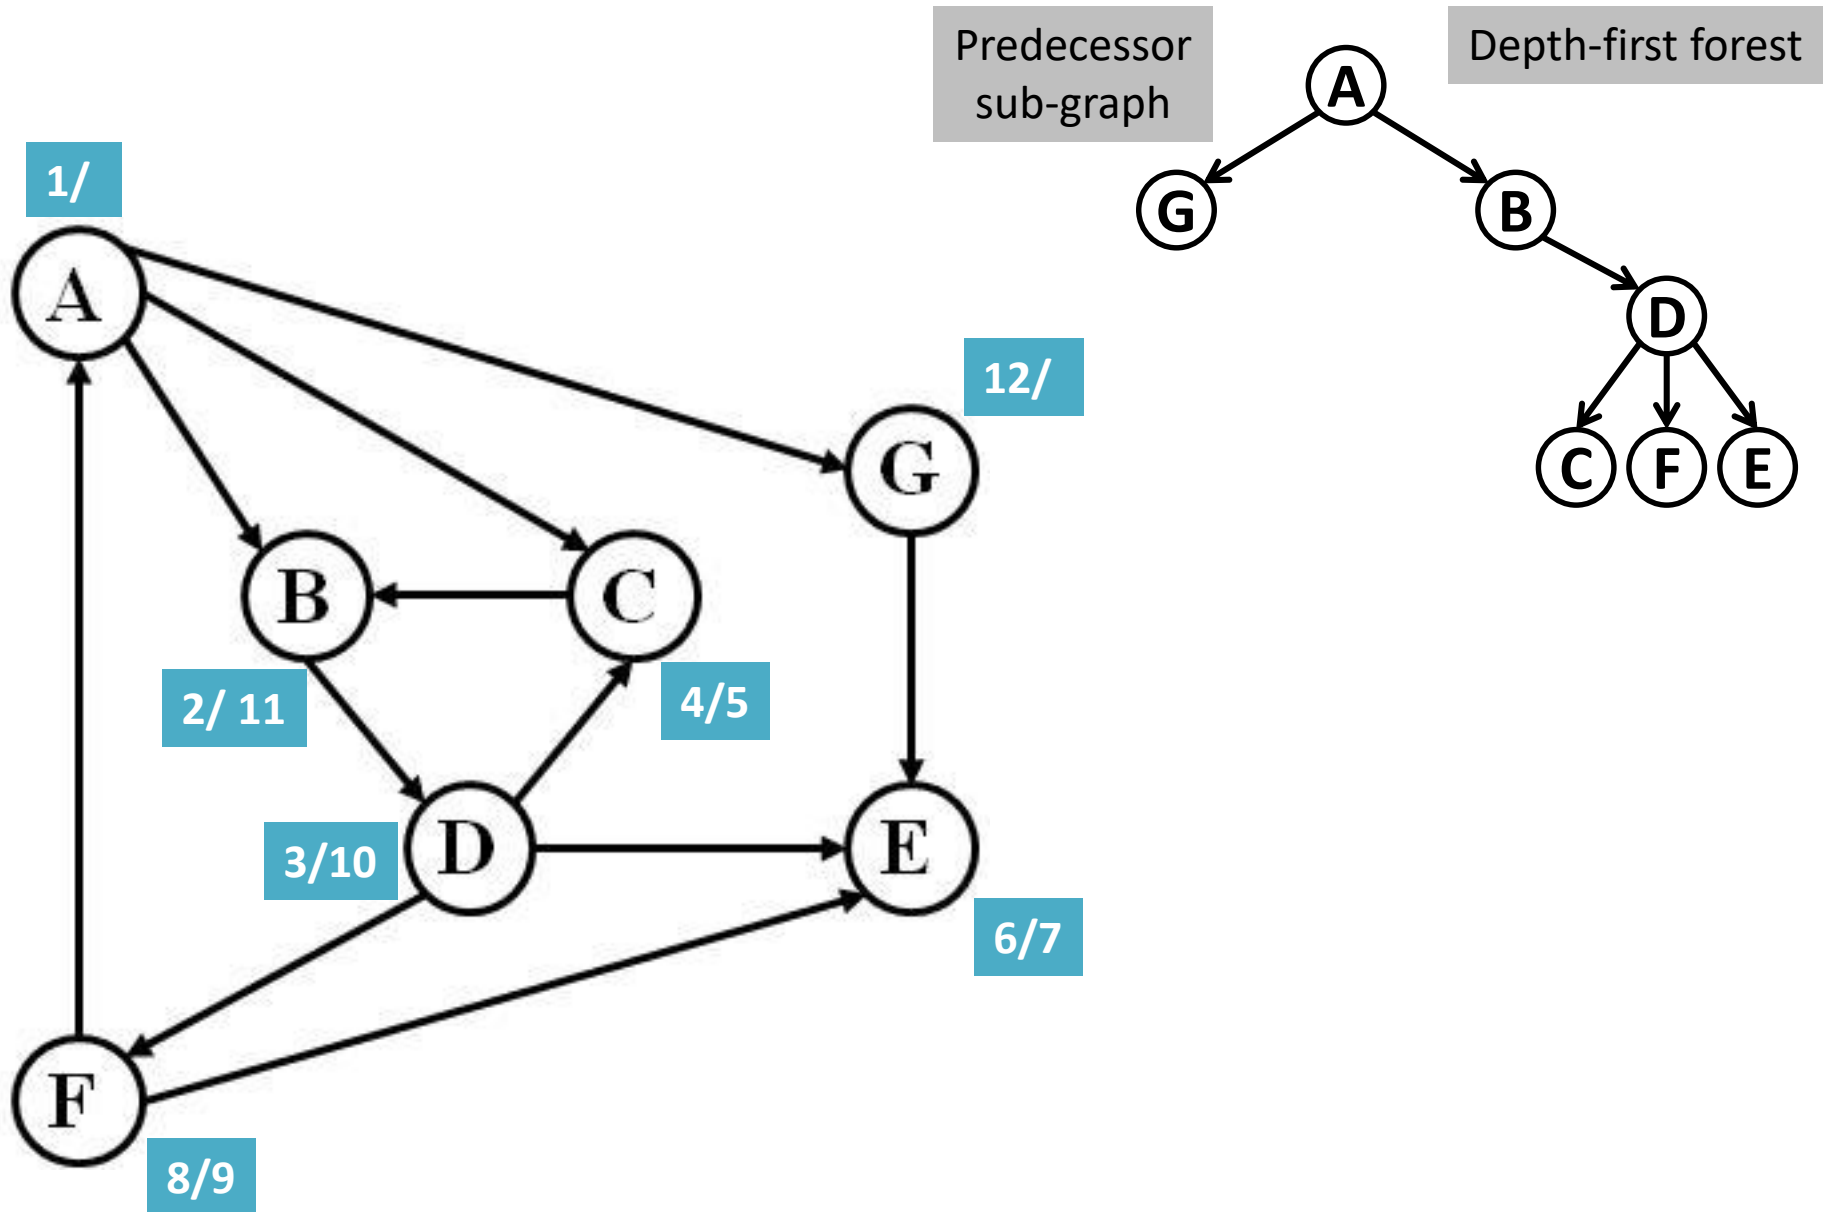 Predecessor
sub-graph
Depth-first forest
A
G
B
D
C
F
E
1/
A
12/
G
B
C
2/ 11
4/5
D
E
3/10
6/7
F
8/9